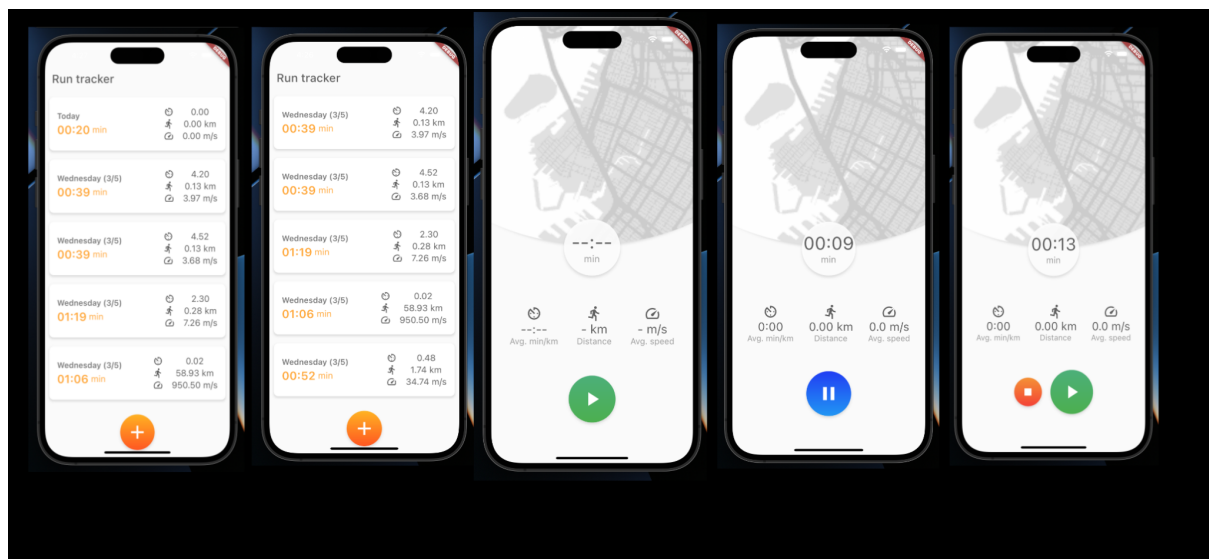 DEBUG
Run tracker
Today
00:20 min
0.00
0.00 km
0.00 m/s
Wednesday (3/5)
00:39 min
4.20
0.13 km
3.97 m/s
Wednesday (3/5)
00:39 min
4.52
0.13 km
3.68 m/s
Wednesday (3/5)
01:19 min
2.30
0.28 km
7.26 m/s
Wednesday (3/5)
01:06 min
0.02
58.93 km
950.50 m/s
DEBUG
Run tracker
Wednesday (3/5)
00:39 min
4.20
0.13 km
3.97 m/s
Wednesday (3/5)
00:39 min
4.52
0.13 km
3.68 m/s
Wednesday (3/5)
01:19 min
2.30
0.28 km
7.26 m/s
Wednesday (3/5)
01:06 min
0.02
58.93 km
950.50 m/s
Wednesday (3/5)
00:52 min
0.48
1.74 km
34.74 m/s
DEBUG
--:--
min
--:-- - km - m/s
Avg. min/km Distance Avg. speed
DEBUG
00:09
min
0:00 0.00 km 0.0 m/s
Avg. min/km Distance Avg. speed
DEBUG
00:13
min
0:00 0.00 km 0.0 m/s
Avg. min/km Distance Avg. speed